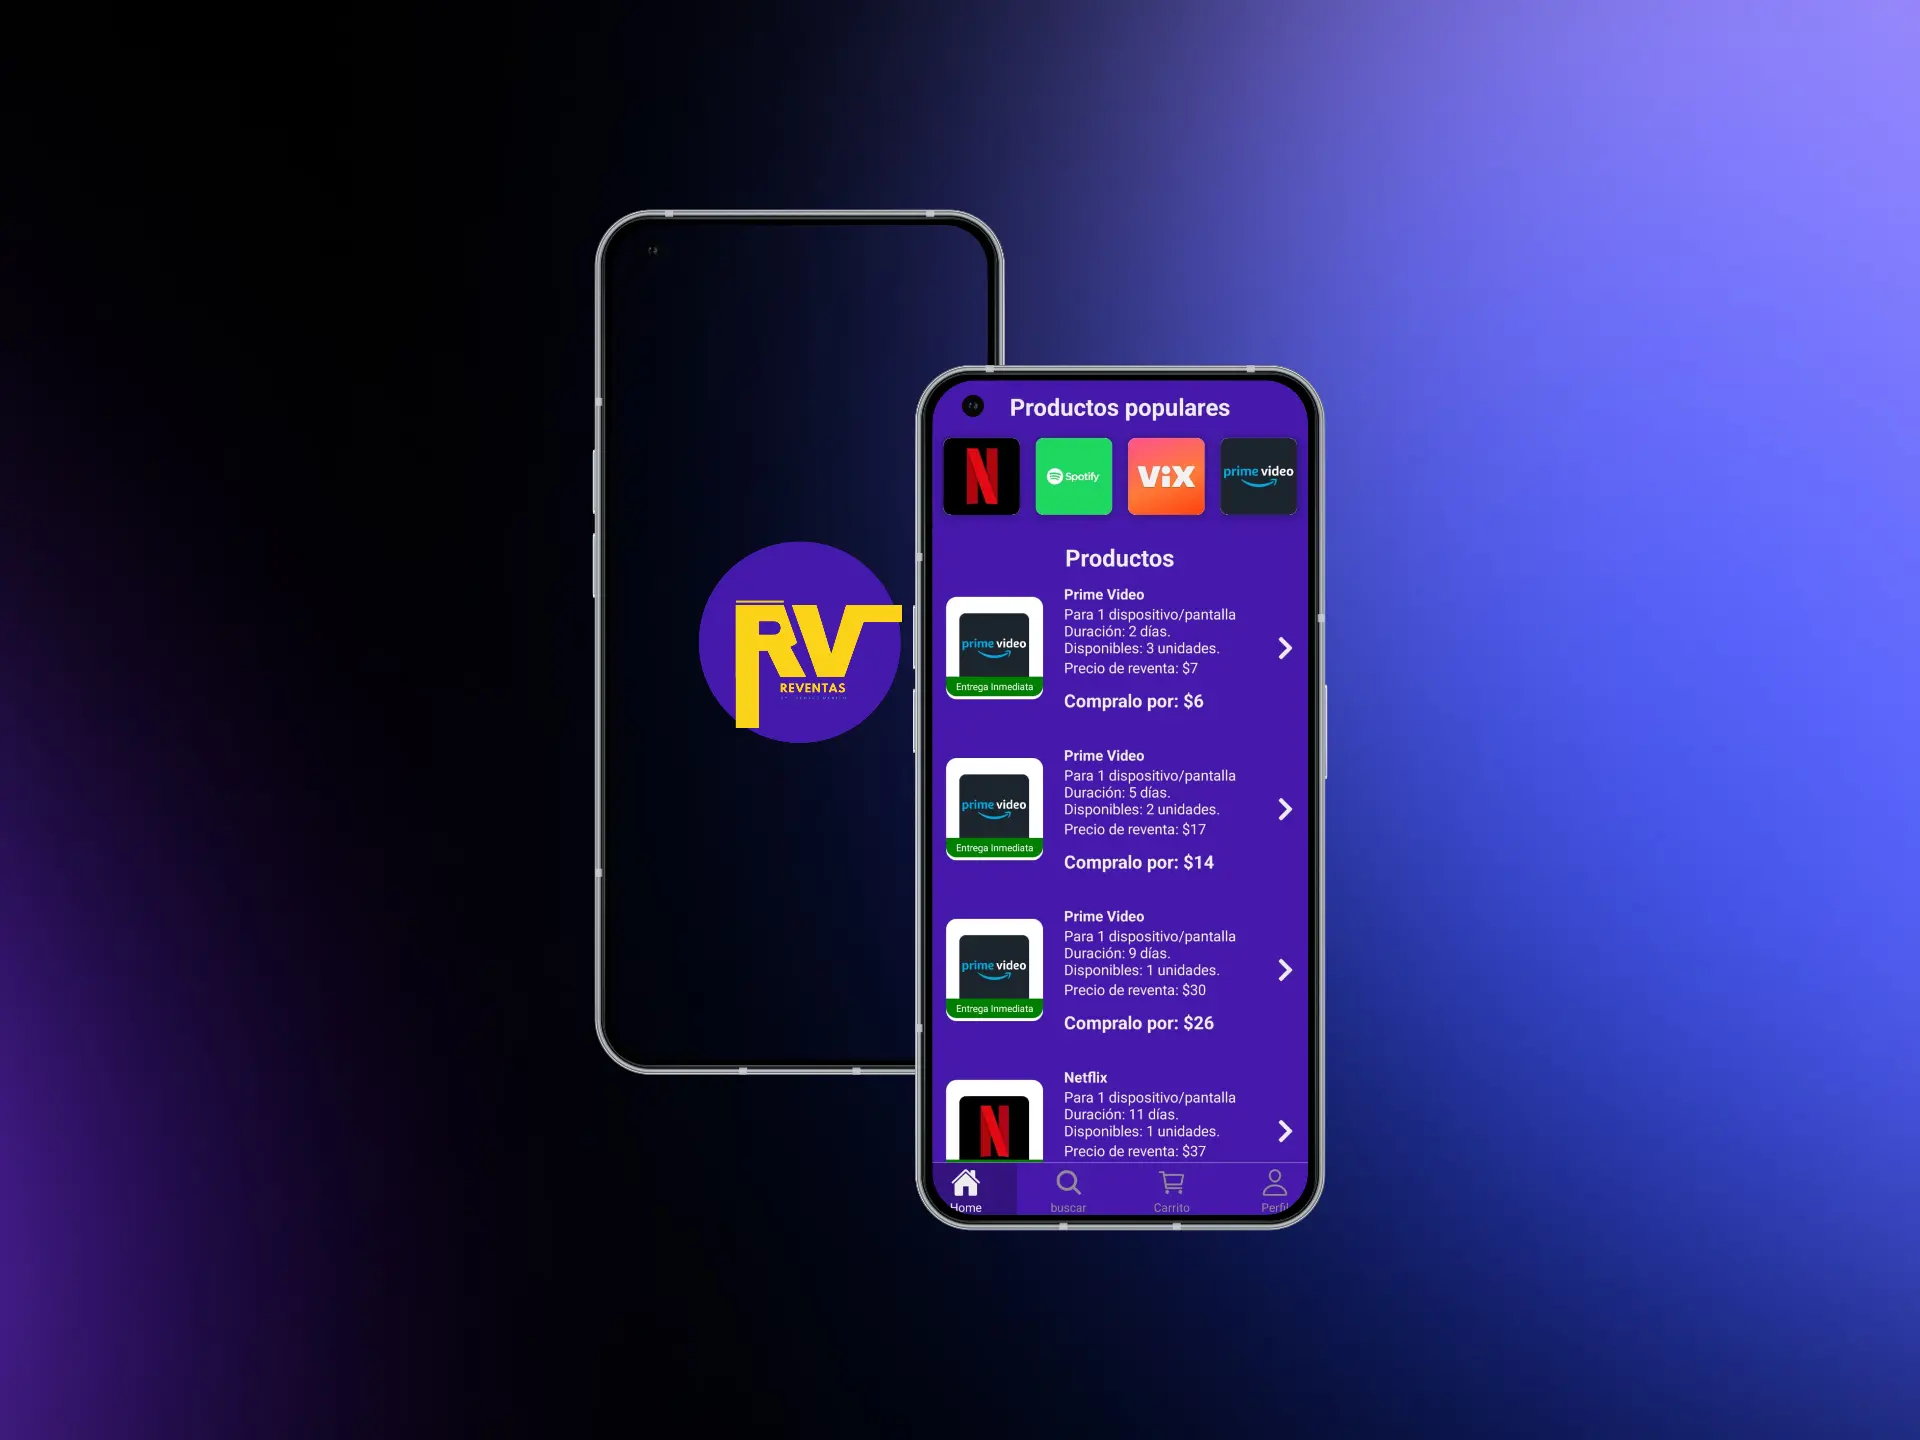 RV
REVENTAS
Productos populares
N
Spotify
ViX
prime video
Productos
prime video
Entrega Inmediata
Prime Video
Para 1 dispositivo/pantalla
Duración: 2 días.
Disponibles: 3 unidades.
Precio de reventa: $7
Compralo por: $6
prime video
Entrega Inmediata
Prime Video
Para 1 dispositivo/pantalla
Duración: 5 días.
Disponibles: 2 unidades.
Precio de reventa: $17
Compralo por: $14
prime video
Entrega Inmediata
Prime Video
Para 1 dispositivo/pantalla
Duración: 9 días.
Disponibles: 1 unidades.
Precio de reventa: $30
Compralo por: $26
N
Netflix
Para 1 dispositivo/pantalla
Duración: 11 días.
Disponibles: 1 unidades.
Precio de reventa: $37
Home
buscar
Carrito
Perfil